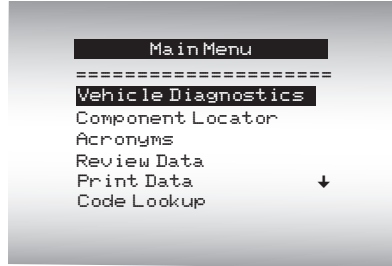 Main Menu
=====================
Vehicle Diagnostics
Component Locator
Acronyms
Review Data
Print Data ↓
Code Lookup